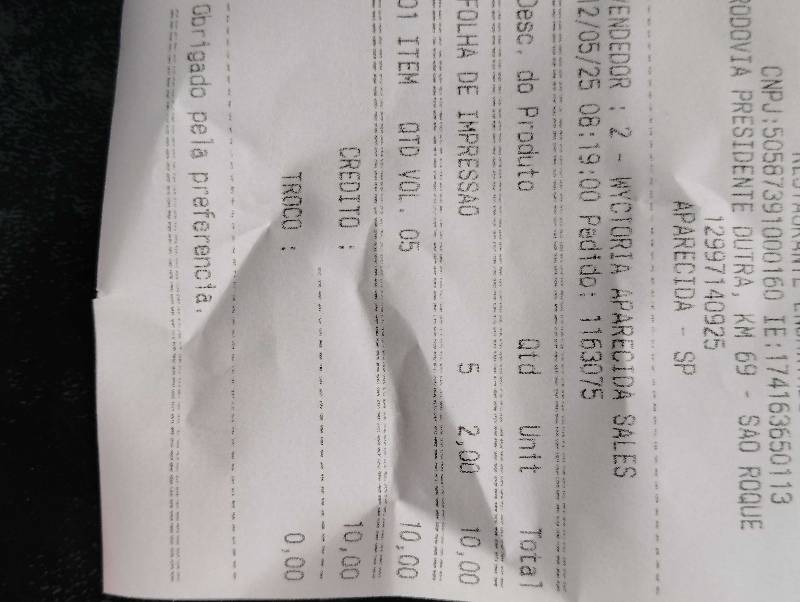 RESTAURANTE
CNPJ:50587391000160 IE:174163650113
RODOVIA PRESIDENTE DUTRA, KM 69 - SAO ROQUE
12997140925
APARECIDA - SP
VENDEDOR : 2 - WYCTORIA APARECIDA SALES
12/05/25 08:19:00 Pedido: 1163075
Desc. do Produto Qtd Unit Total
FOLHA DE IMPRESSAO 5 2,00 10,00
01 ITEM QTD VOL. 05 10,00
CREDITO : 10,00
TROCO : 0,00
Obrigado pela preferencia.